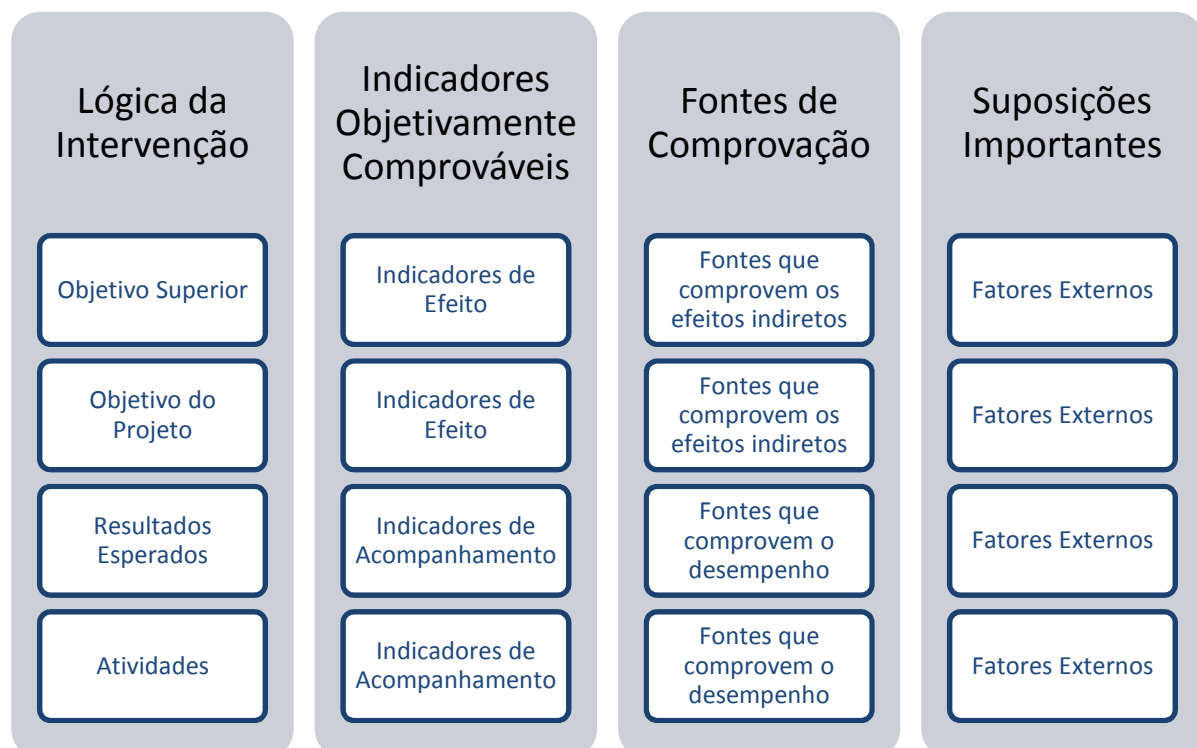 Lógica da
Intervenção
Objetivo Superior
Objetivo do
Projeto
Resultados
Esperados
Atividades
Indicadores
Objetivamente
Comprováveis
Indicadores de
Efeito
Indicadores de
Efeito
Indicadores de
Acompanhamento
Indicadores de
Acompanhamento
Fontes de
Comprovação
Fontes que
comprovem os
efeitos indiretos
Fontes que
comprovem os
efeitos indiretos
Fontes que
comprovem o
desempenho
Fontes que
comprovem o
desempenho
Suposições
Importantes
Fatores Externos
Fatores Externos
Fatores Externos
Fatores Externos